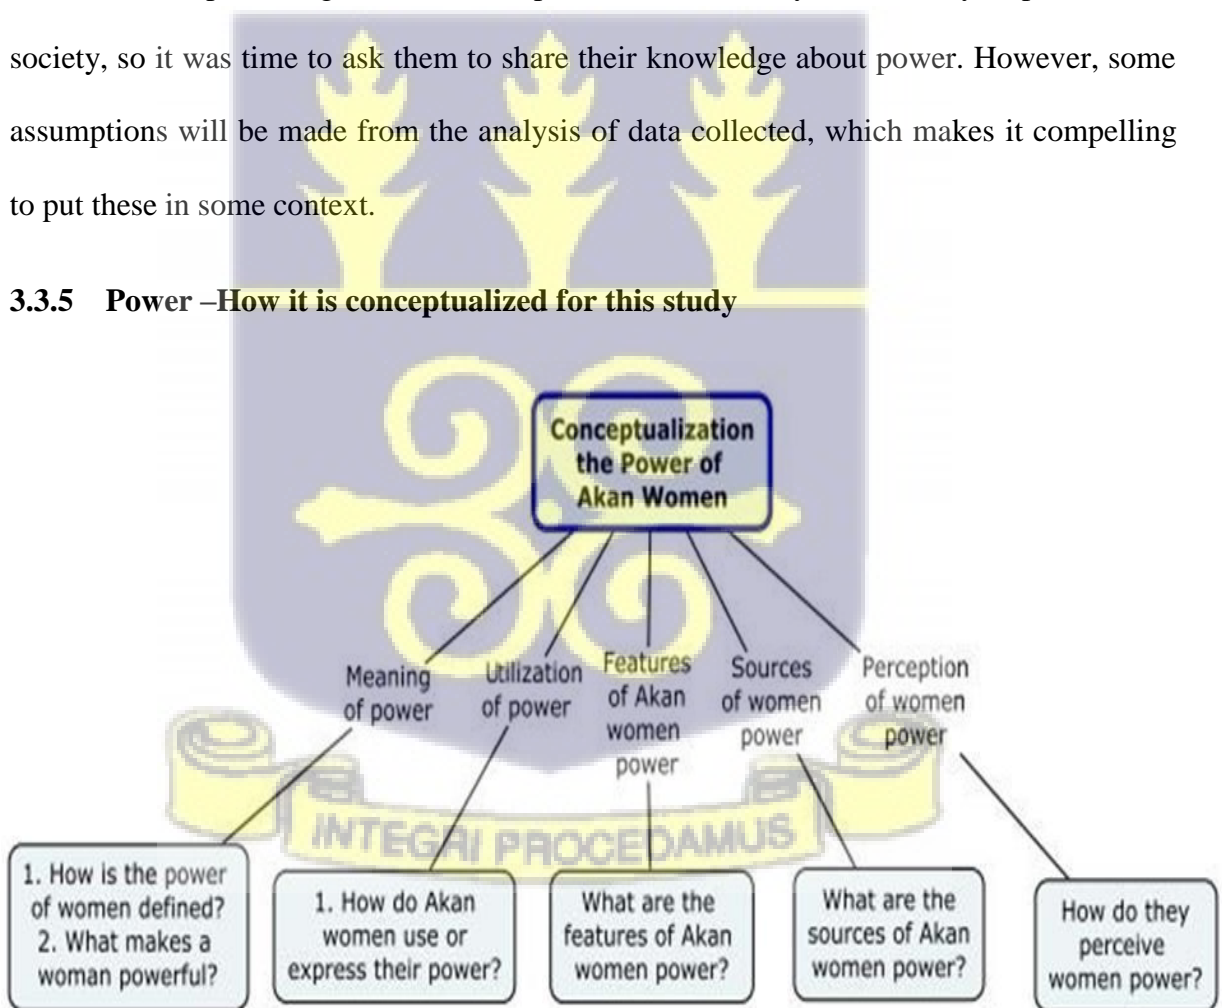 society, so it was time to ask them to share their knowledge about power. However, some
assumptions will be made from the analysis of data collected, which makes it compelling
to put these in some context.
3.3.5 Power –How it is conceptualized for this study
Conceptualization
the Power of
Akan Women
Meaning
of power
Utilization
of power
Features
of Akan
women
power
Sources
of women
power
Perception
of women
power
INTEGRI PROCEDAMUS
1. How is the power
of women defined?
2. What makes a
woman powerful?
1. How do Akan
women use or
express their power?
What are the
features of Akan
women power?
What are the
sources of Akan
women power?
How do they
perceive
women power?